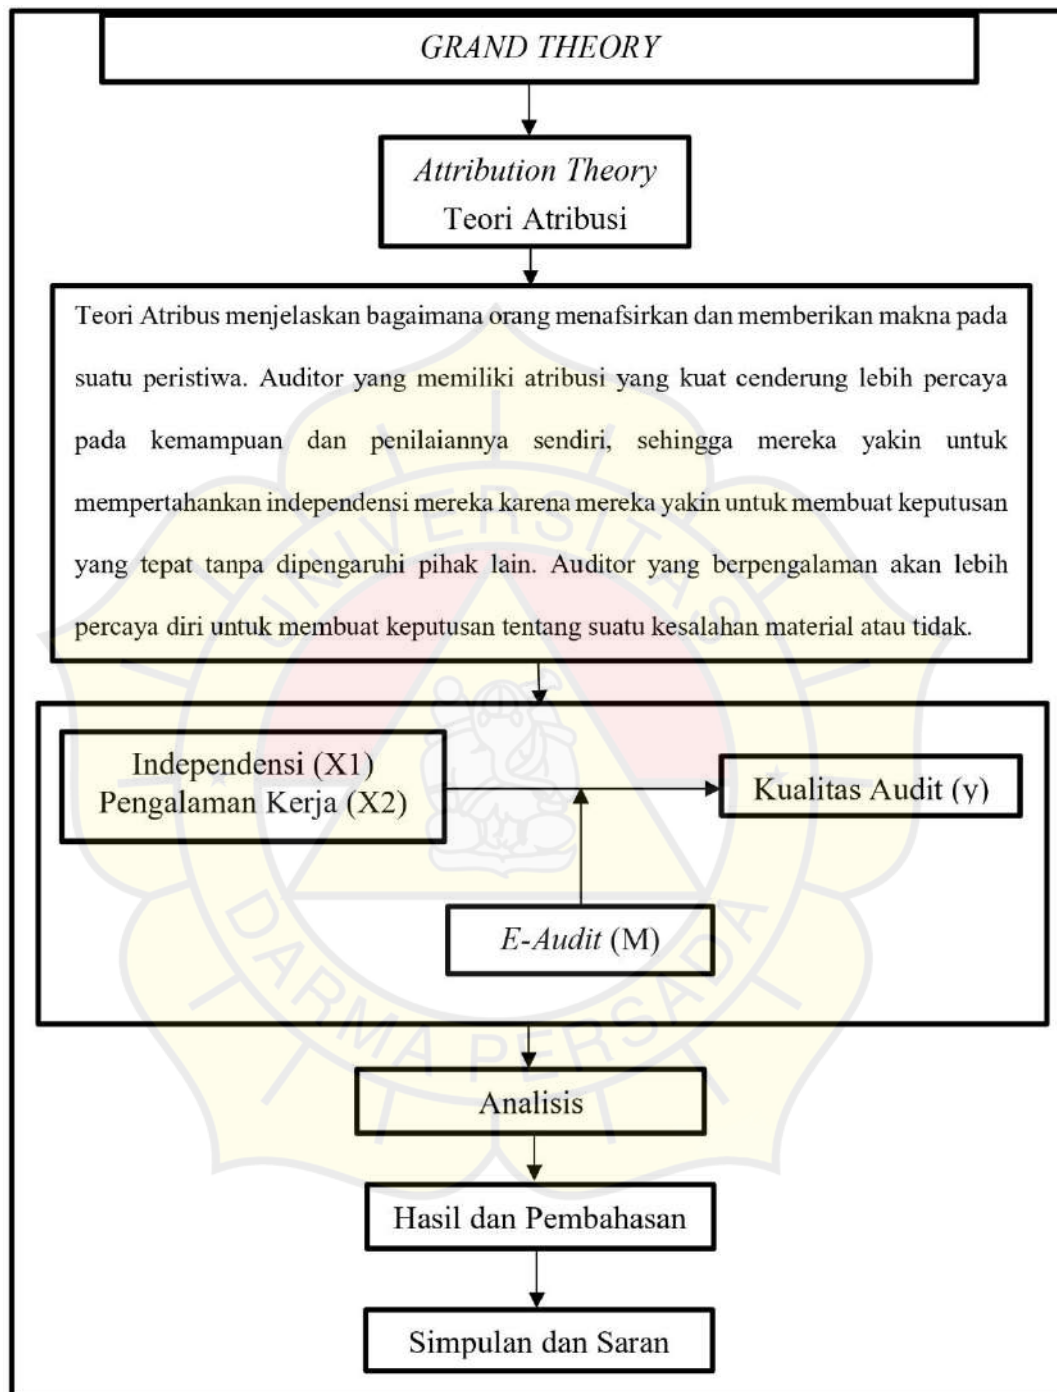 GRAND THEORY
Attribution Theory
Teori Atribusi
Teori Atribus menjelaskan bagaimana orang menafsirkan dan memberikan makna pada
suatu peristiwa. Auditor yang memiliki atribusi yang kuat cenderung lebih percaya
pada kemampuan dan penilaiannya sendiri, sehingga mereka yakin untuk
mempertahankan independensi mereka karena mereka yakin untuk membuat keputusan
yang tepat tanpa dipengaruhi pihak lain. Auditor yang berpengalaman akan lebih
percaya diri untuk membuat keputusan tentang suatu kesalahan material atau tidak.
Independensi (X1)
Pengalaman Kerja (X2)
Kualitas Audit (y)
E-Audit (M)
Analisis
Hasil dan Pembahasan
Simpulan dan Saran
UNIVERSITAS
DARMA PERSADA